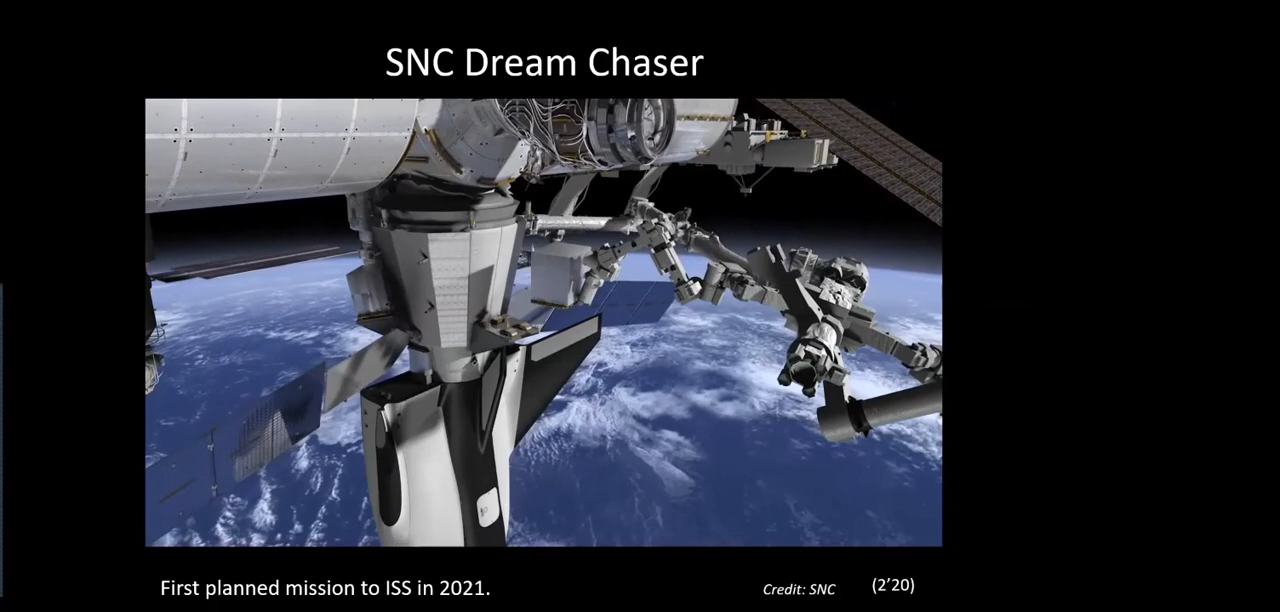 SNC Dream Chaser
First planned mission to ISS in 2021.
Credit: SNC
(2’20)